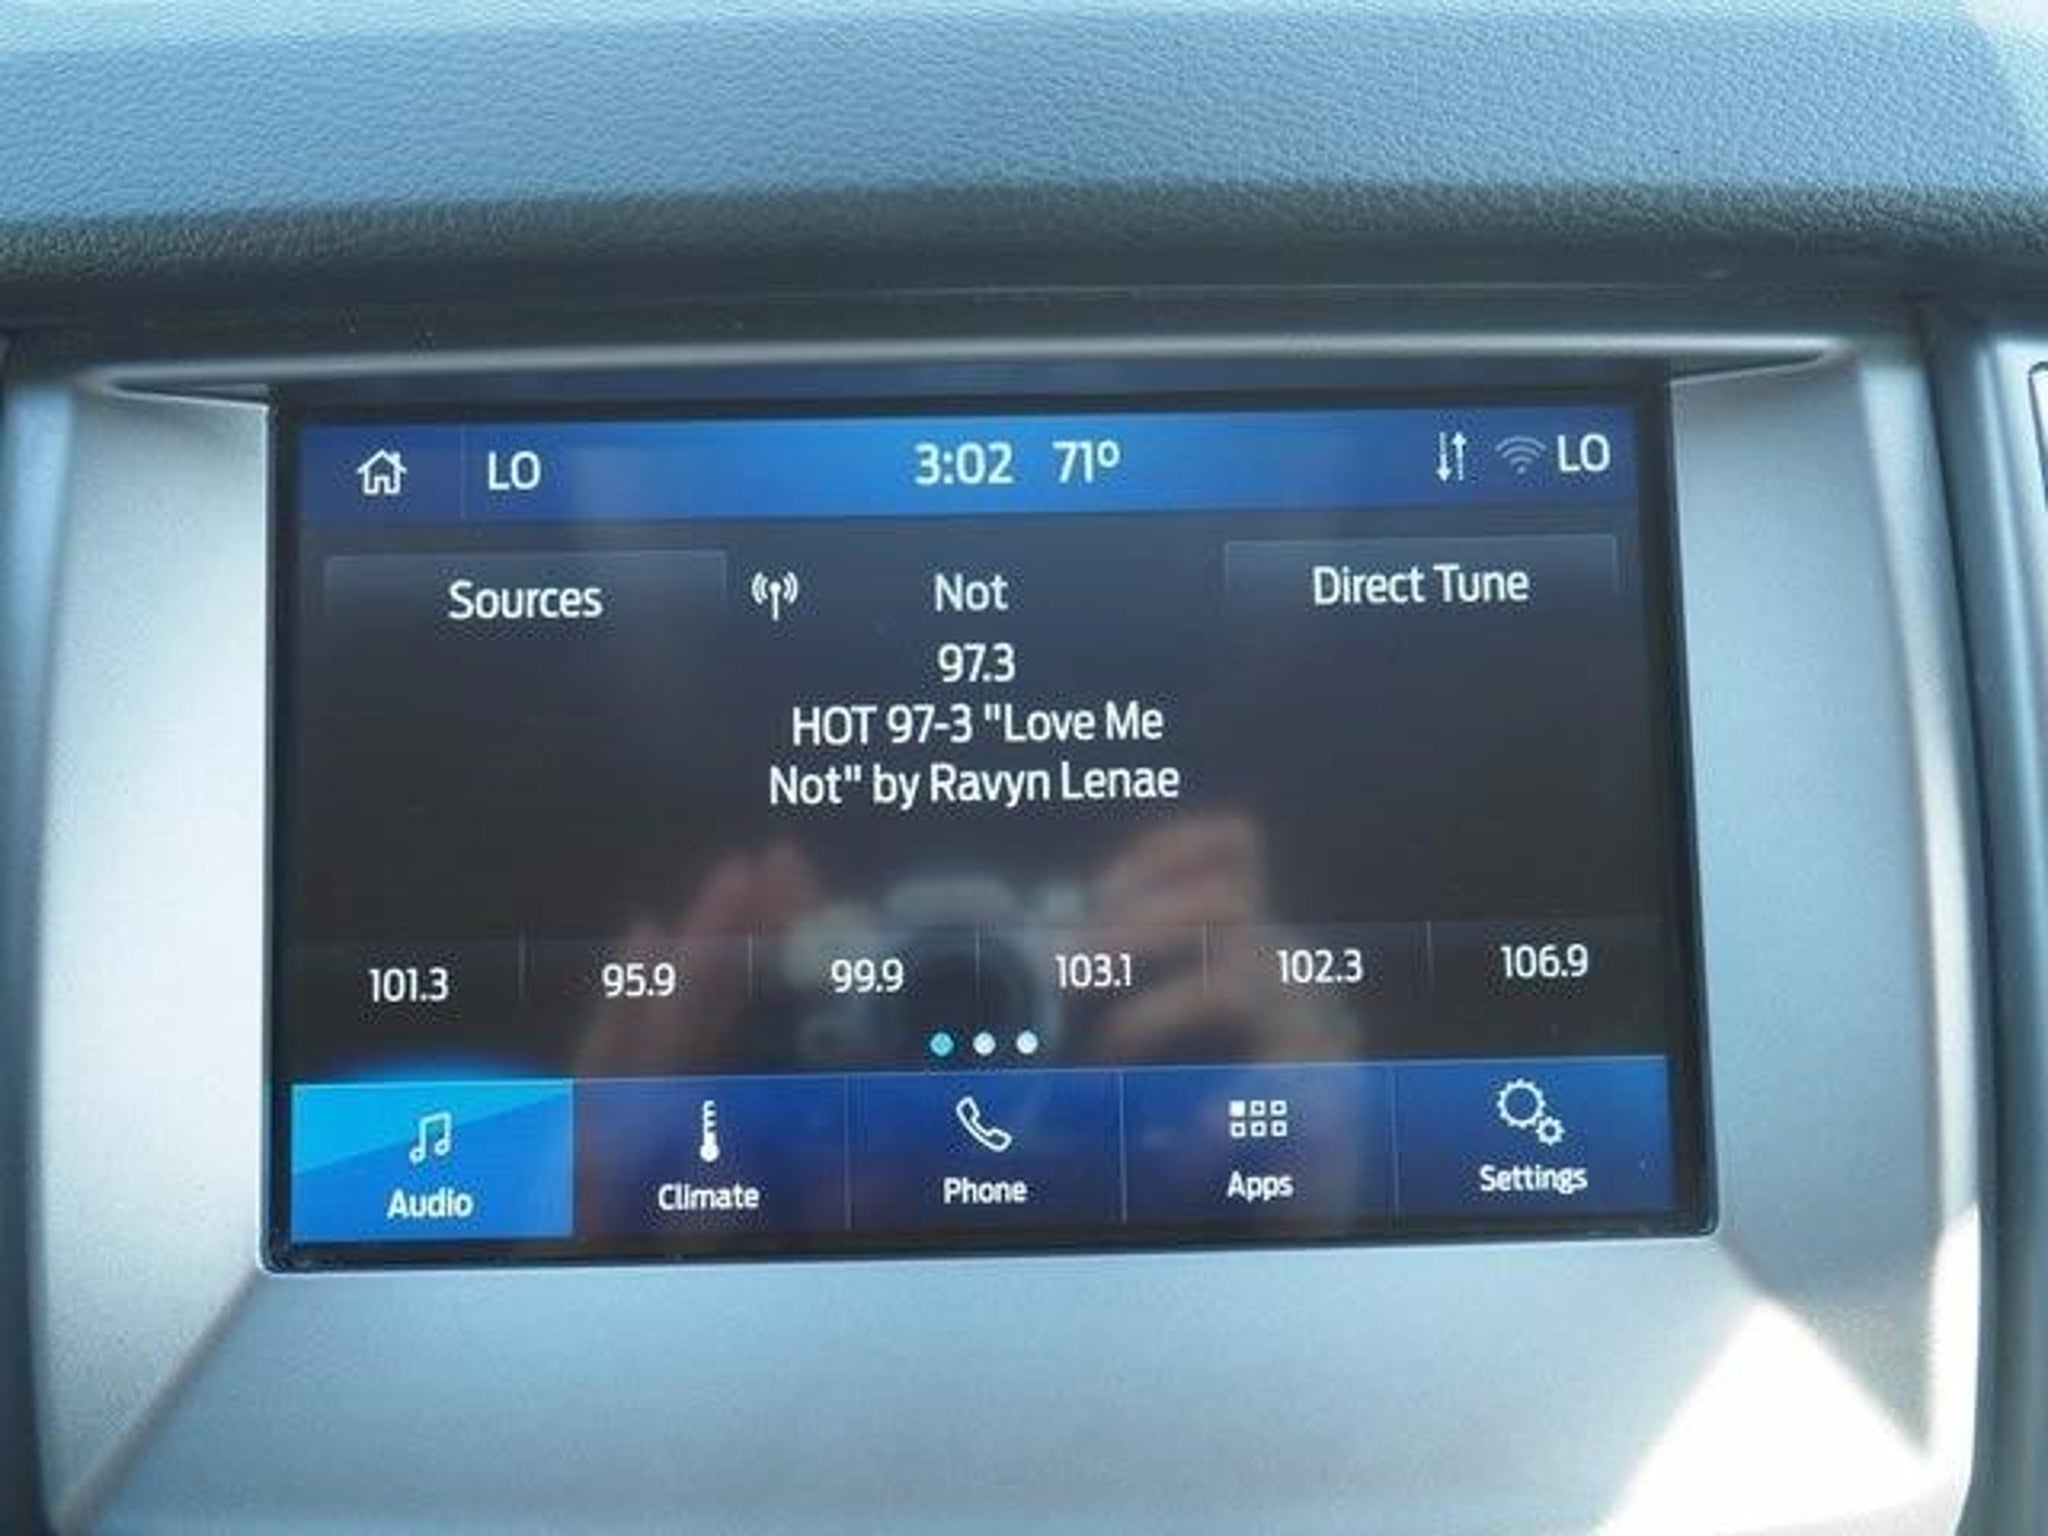 LO 3:02 71° LO
Sources Not Direct Tune
97.3
HOT 97-3 "Love Me
Not" by Ravyn Lenae
101.3 95.9 99.9 103.1 102.3 106.9
Audio Climate Phone Apps Settings